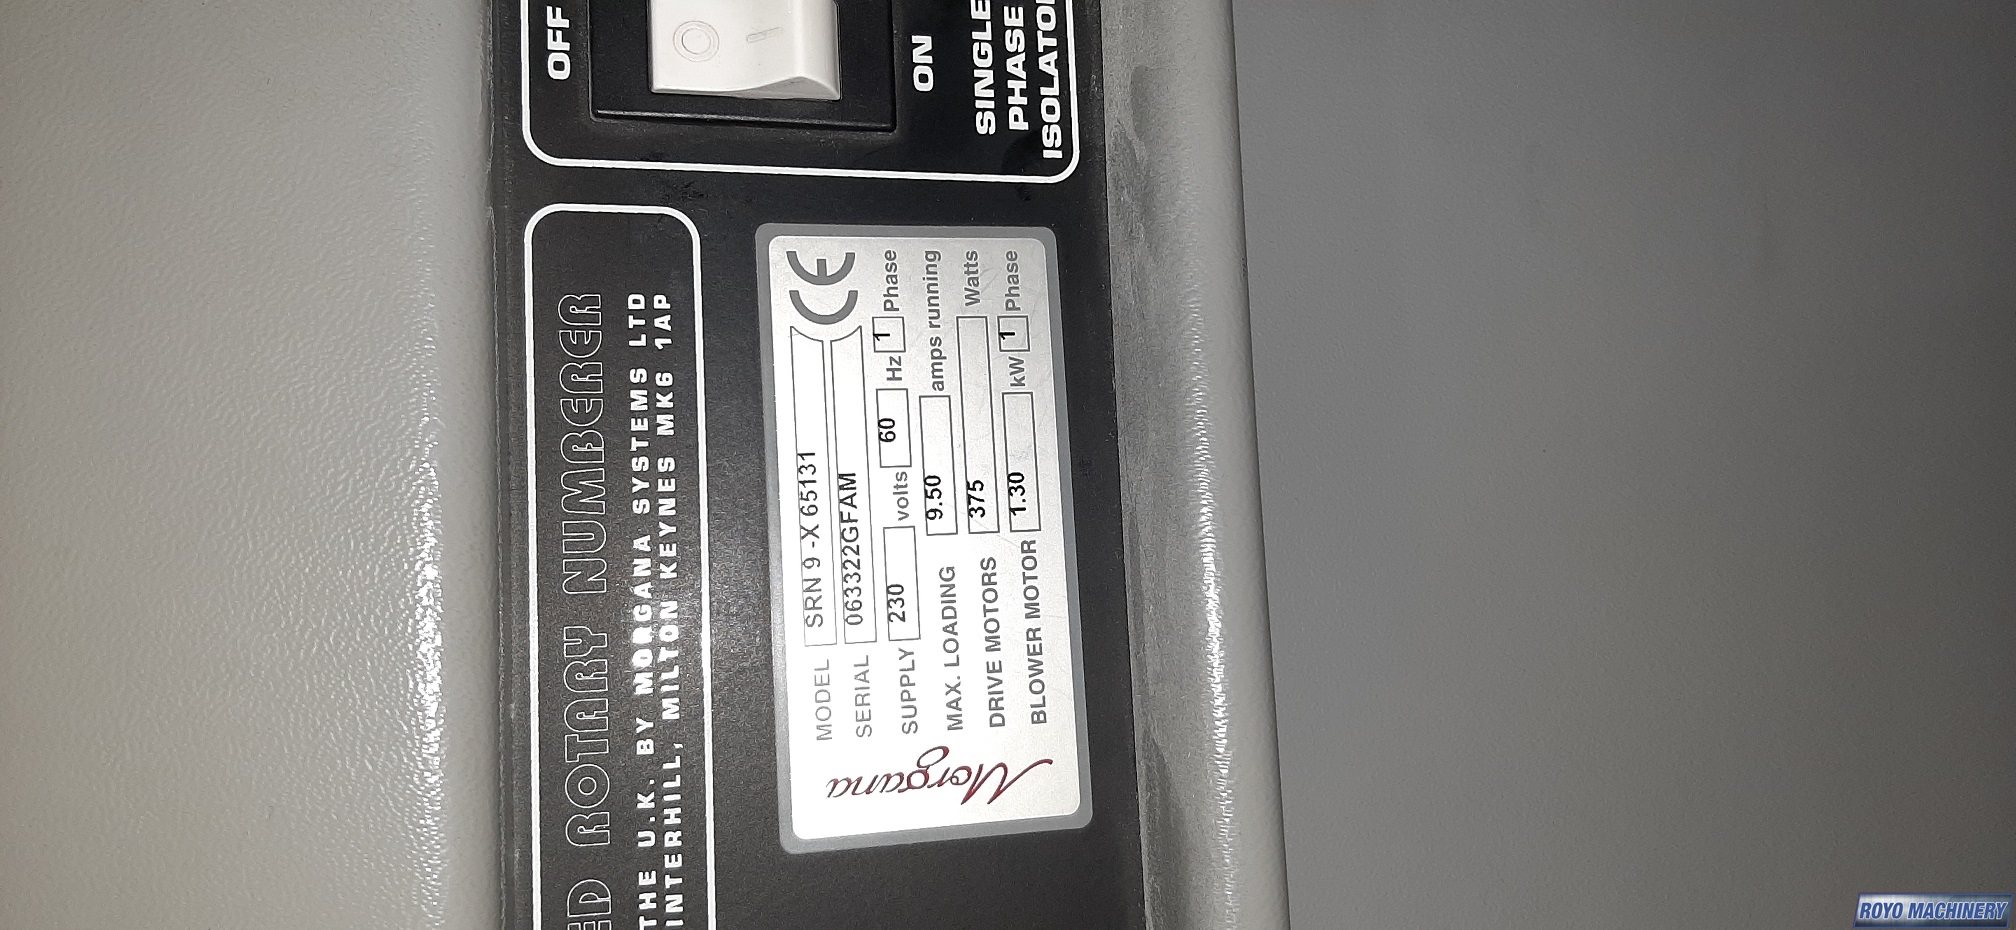 ED ROTARY NUMBERER
THE U.K. BY MORGANA SYSTEMS LTD
INTERHILL, MILTON KEYNES MK6 1AP
OFF
ON
SINGLE
PHASE
ISOLATOR
Morgana
MODEL SRN 9 -X 65131
SERIAL 063322GFAM
CE
SUPPLY 230 volts 60 Hz 1 Phase
MAX. LOADING 9.50 amps running
DRIVE MOTORS 375 Watts
BLOWER MOTOR 1.30 kW 1 Phase
ROYO MACHINERY